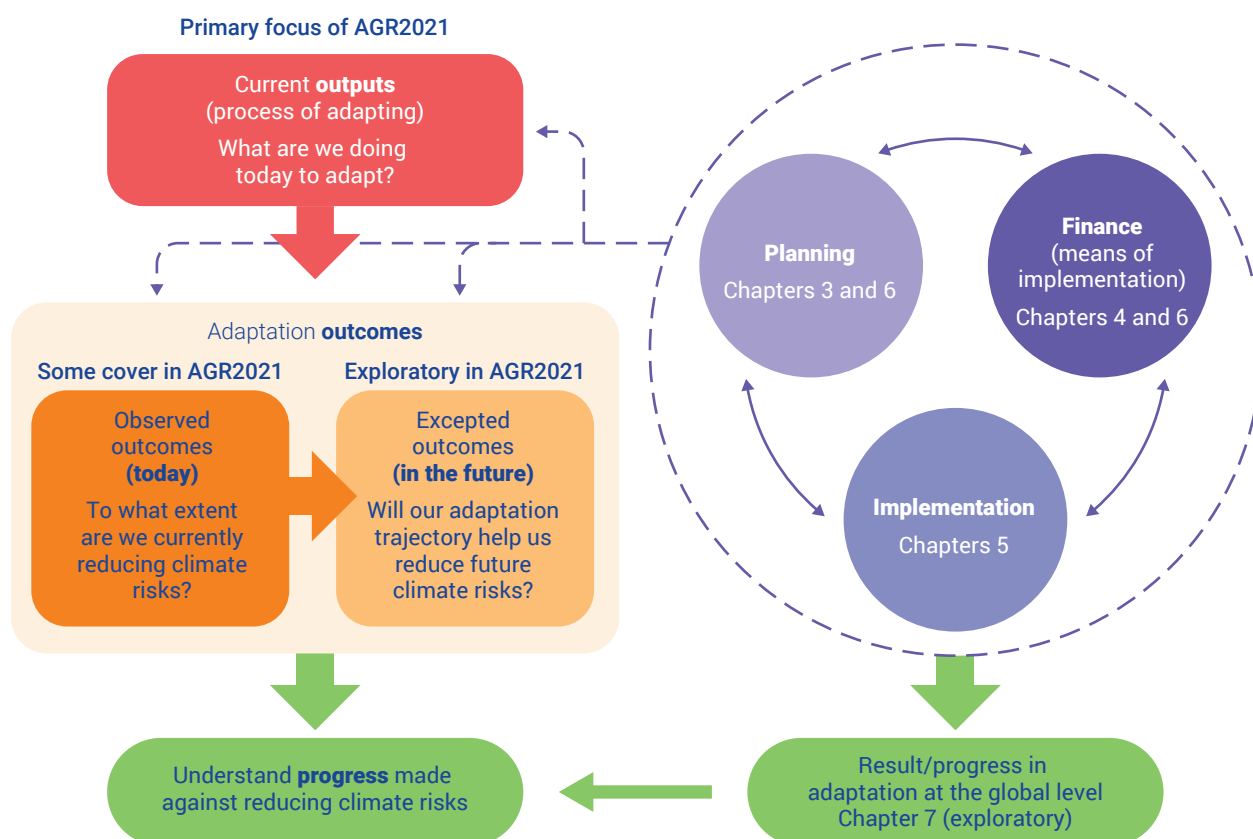 Primary focus of AGR2021
Current outputs
(process of adapting)
What are we doing
today to adapt?
Adaptation outcomes
Some cover in AGR2021
Observed
outcomes
(today)
To what extent
are we currently
reducing climate
risks?
Exploratory in AGR2021
Excepted
outcomes
(in the future)
Will our adaptation
trajectory help us
reduce future
climate risks?
Understand progress made
against reducing climate risks
Planning
Chapters 3 and 6
Finance
(means of
implementation)
Chapters 4 and 6
Implementation
Chapters 5
Result/progress in
adaptation at the global level
Chapter 7 (exploratory)